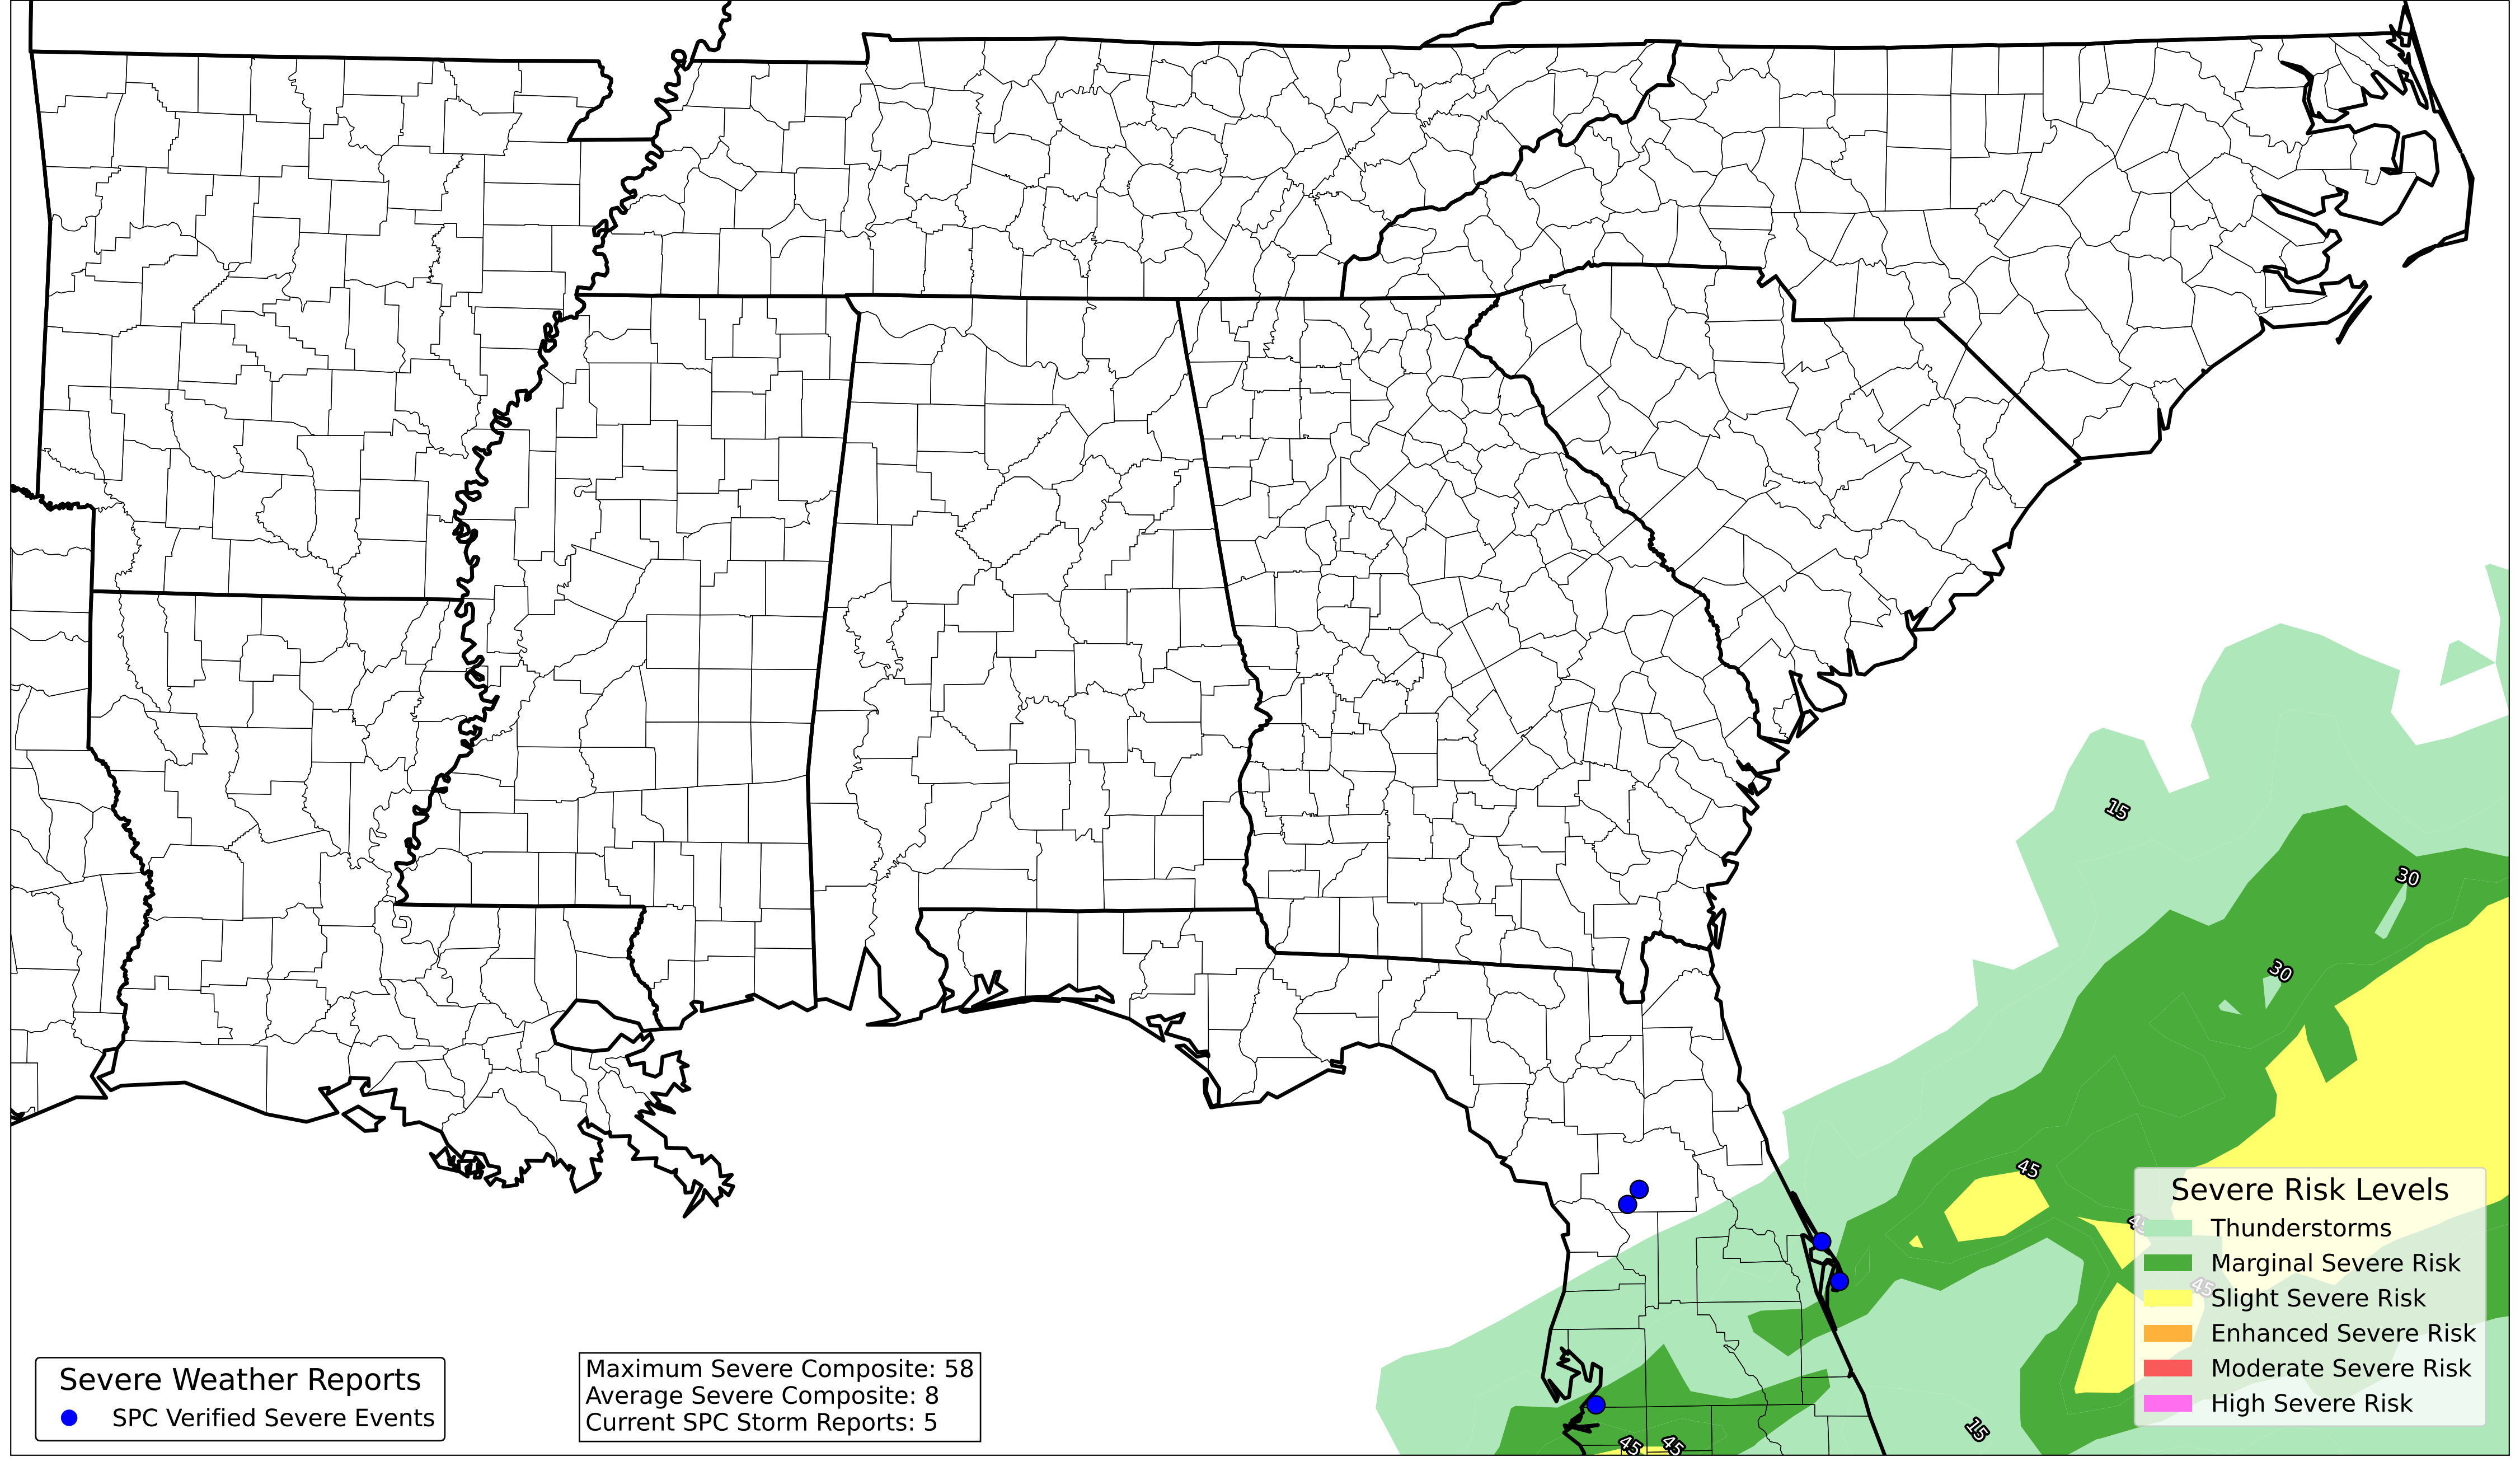 15
30
30
45
45
45
15
45
45
Severe Risk Levels
Thunderstorms
Marginal Severe Risk
Slight Severe Risk
Enhanced Severe Risk
Moderate Severe Risk
High Severe Risk
Severe Weather Reports
SPC Verified Severe Events
Maximum Severe Composite: 58
Average Severe Composite: 8
Current SPC Storm Reports: 5